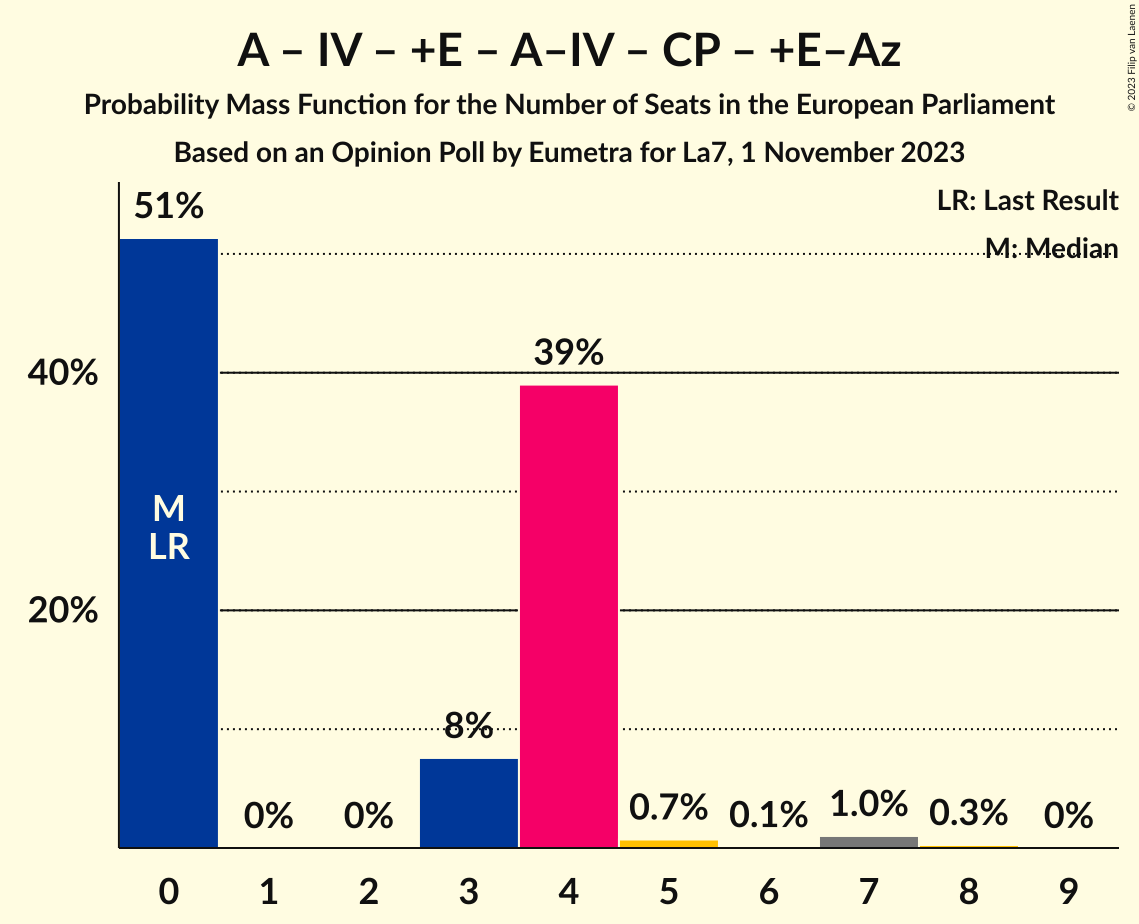 A – IV – +E – A–IV – CP – +E–Az
Probability Mass Function for the Number of Seats in the European Parliament
Based on an Opinion Poll by Eumetra for La7, 1 November 2023
© 2023 Filip van Laenen
LR: Last Result
M: Median
51%
40%
39%
M
LR
20%
8%
0%
0%
0.7%
0.1%
1.0%
0.3%
0%
0 1 2 3 4 5 6 7 8 9